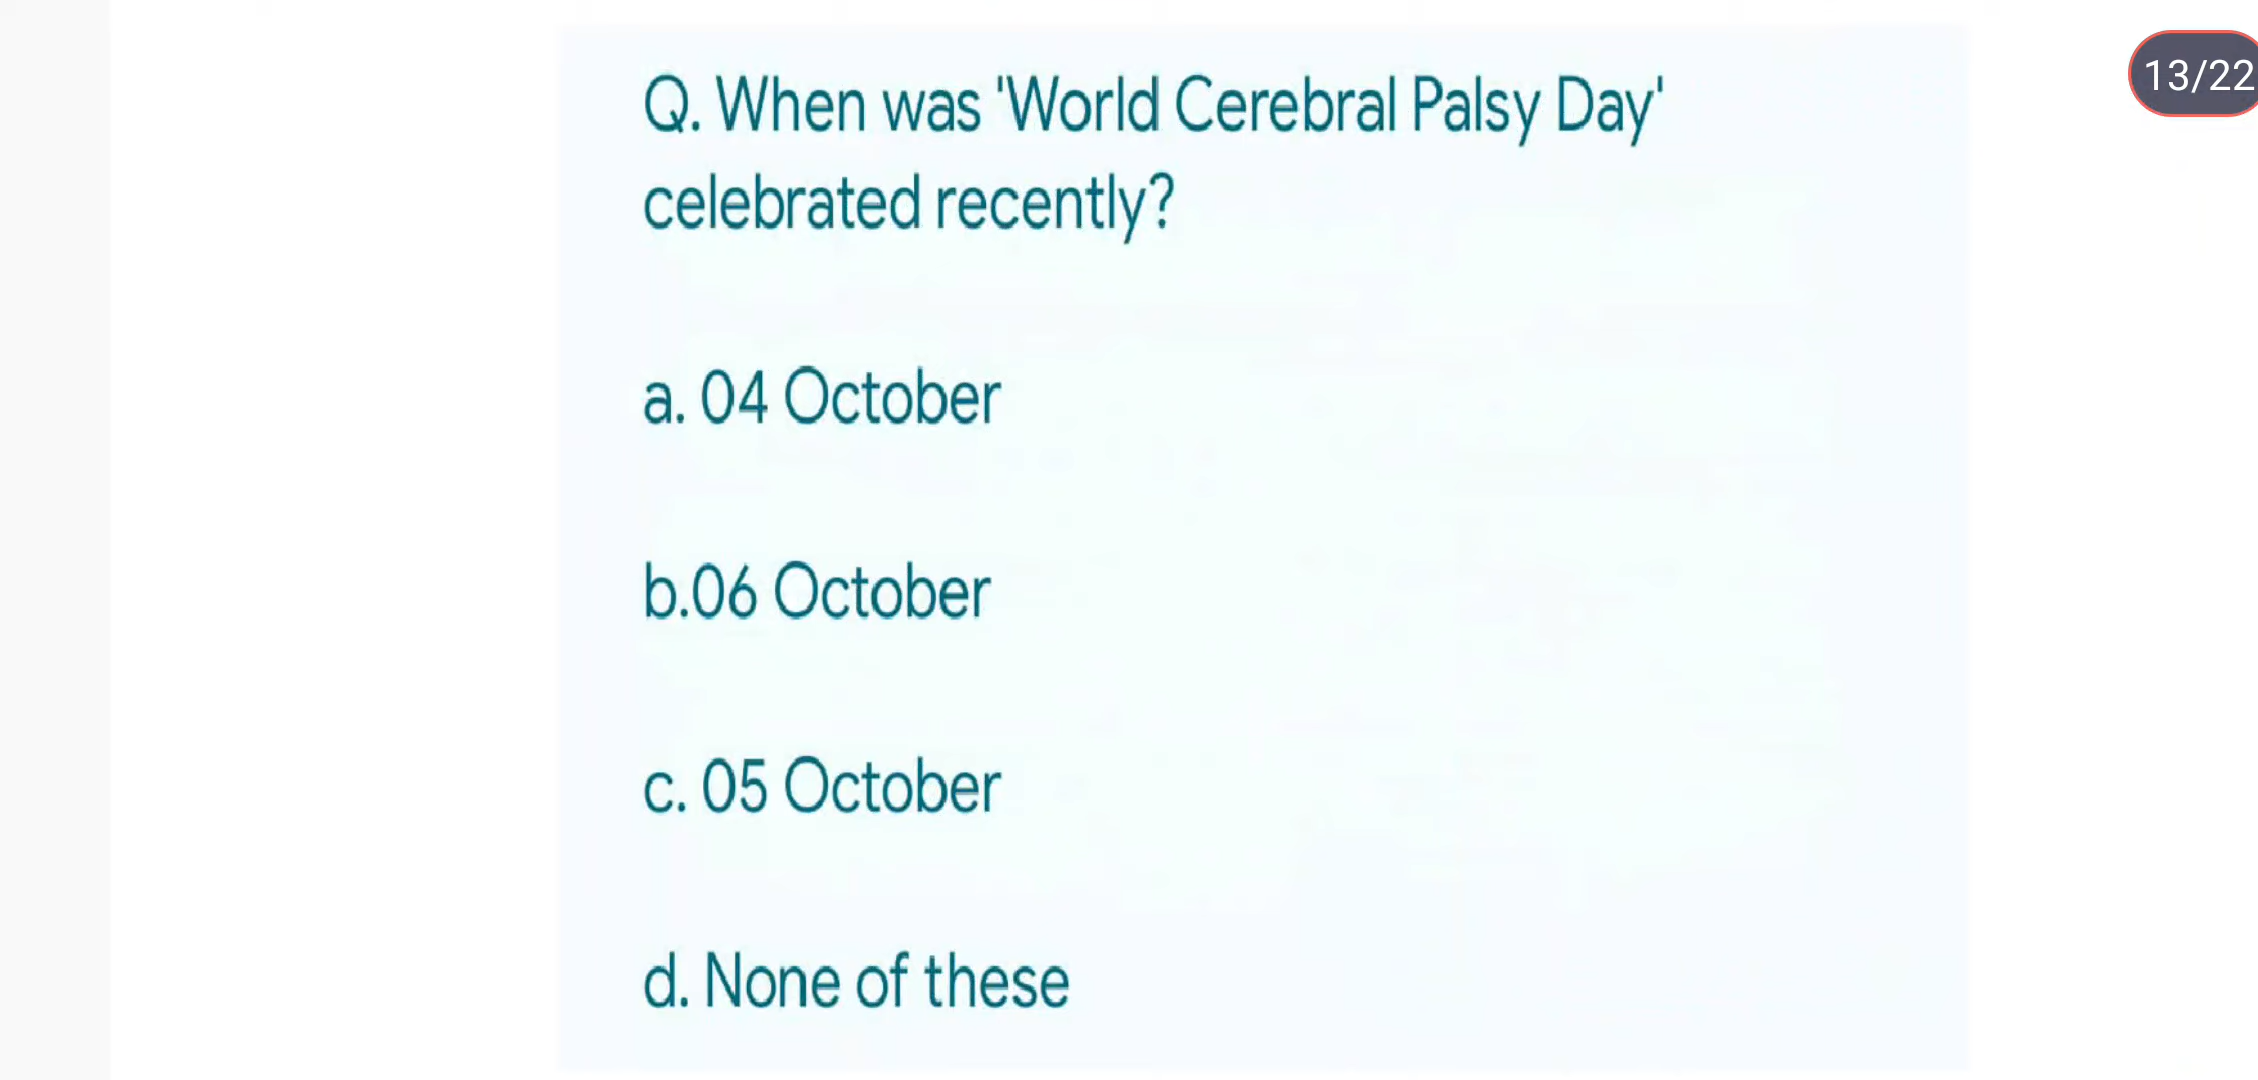 Q. When was 'World Cerebral Palsy Day'
13/22
celebrated recently?
a. 04 October
b.06 October
c. 05 October
d. None of these